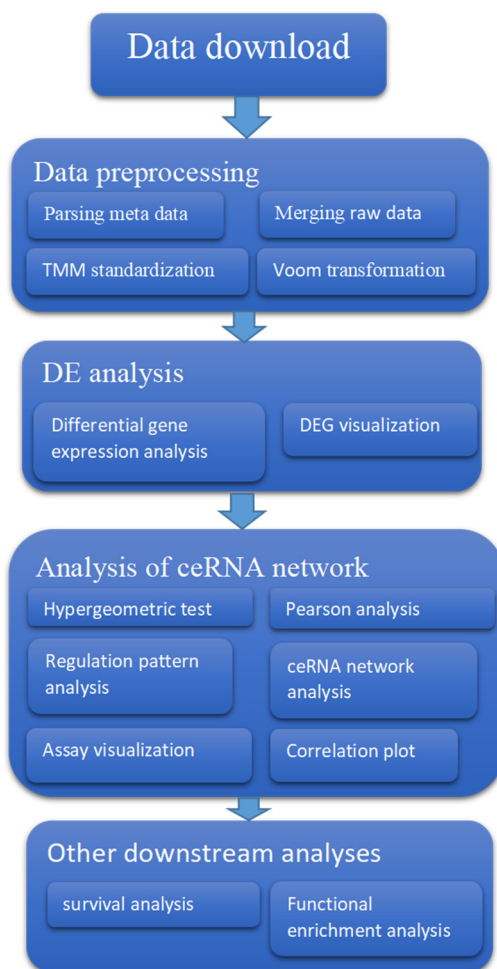 Data download
Data preprocessing
Parsing meta data
Merging raw data
TMM standardization
Voom transformation
DE analysis
Differential gene
expression analysis
DEG visualization
Analysis of ceRNA network
Hypergeometric test
Pearson analysis
Regulation pattern
analysis
ceRNA network
analysis
Assay visualization
Correlation plot
Other downstream analyses
survival analysis
Functional
enrichment analysis